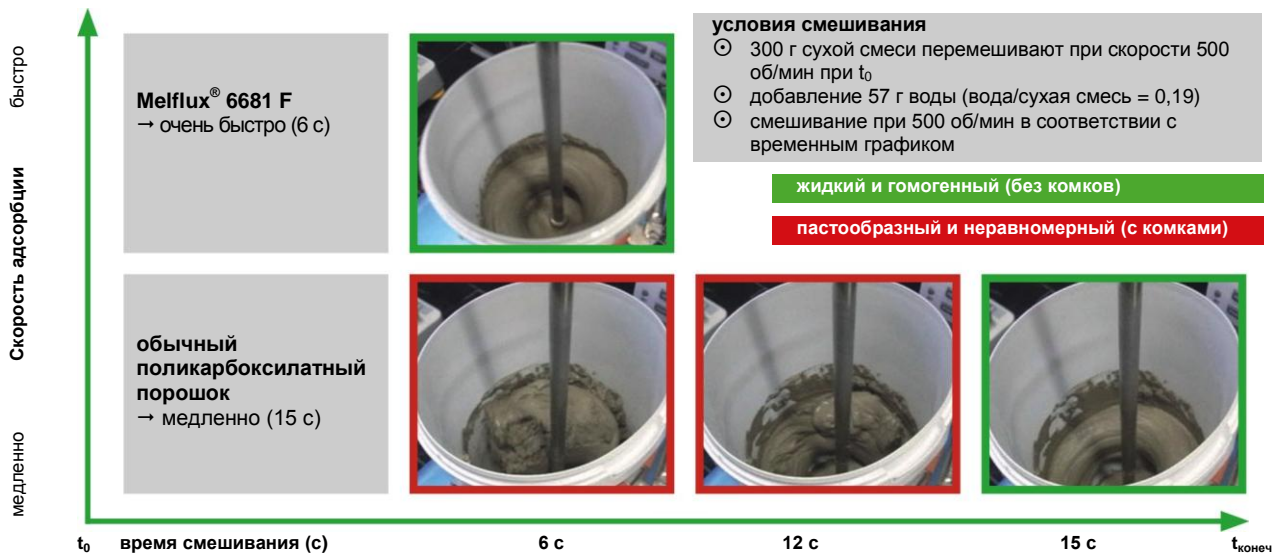 быстро
Скорость адсорбции
медленно
Melflux® 6681 F
→ очень быстро (6 с)
условия смешивания
⊙ 300 г сухой смеси перемешивают при скорости 500
об/мин при t₀
⊙ добавление 57 г воды (вода/сухая смесь = 0,19)
⊙ смешивание при 500 об/мин в соответствии с
временным графиком
жидкий и гомогенный (без комков)
пастообразный и неравномерный (с комками)
обычный
поликарбоксилатный
порошок
→ медленно (15 с)
t₀ время смешивания (с) 6 с 12 с 15 с tконеч